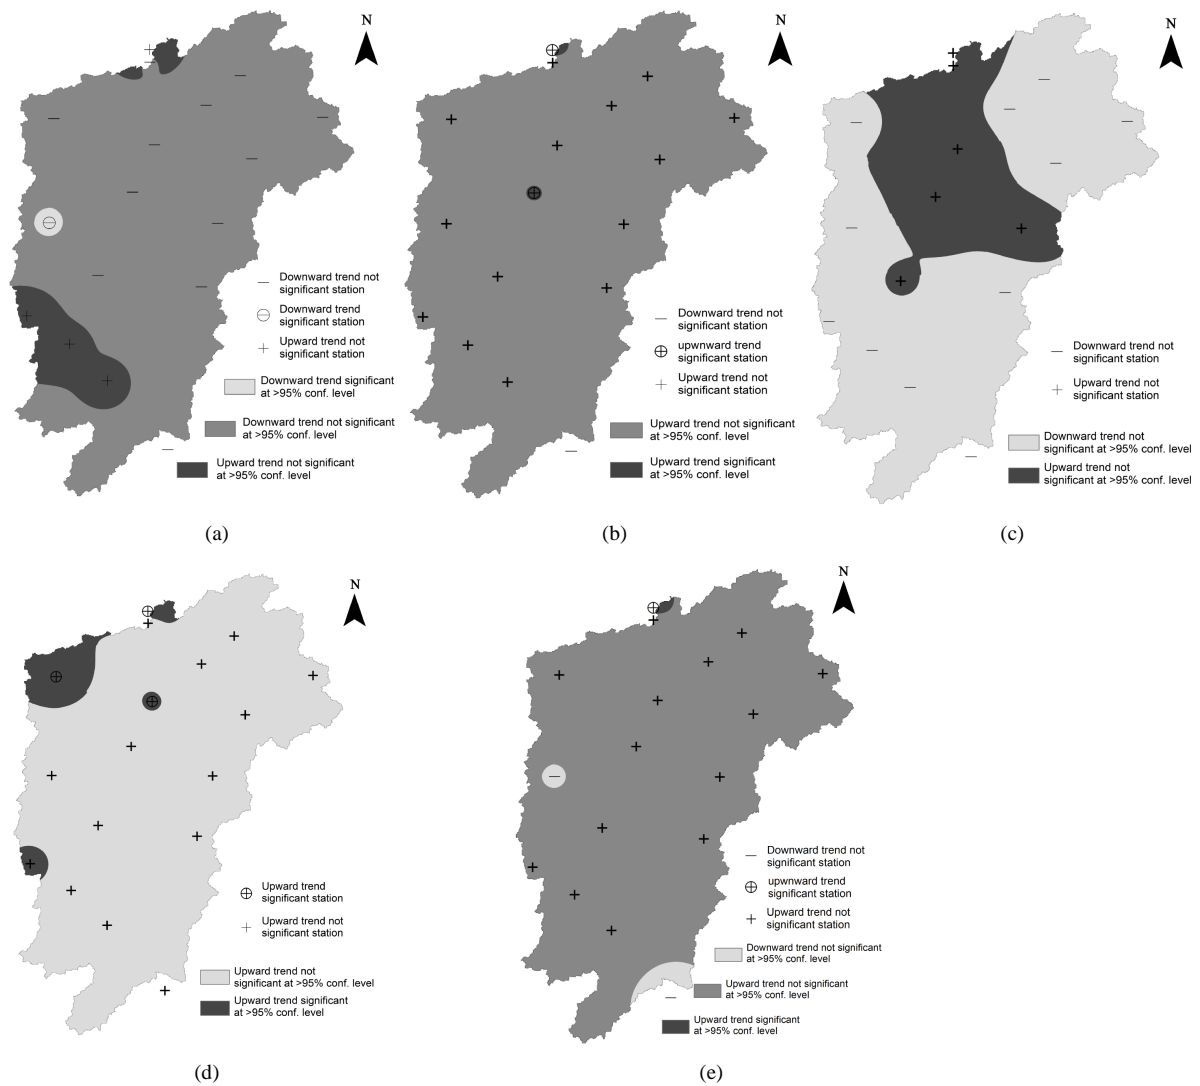 N
Downward trend not
significant station
Downward trend
significant station
Upward trend not
significant station
Downward trend significant
at >95% conf. level
Downward trend not significant
at >95% conf. level
Upward trend not significant
at >95% conf. level
(a)
N
Downward trend not
significant station
upwnward trend
significant station
Upward trend not
significant station
Upward trend not significant
at >95% conf. level
Upward trend significant
at >95% conf. level
(b)
N
Downward trend not
significant station
Upward trend not
significant station
Downward trend not
significant at >95% conf. level
Upward trend not
significant at >95% conf. level
(c)
N
Upward trend
significant station
Upward trend not
significant station
Upward trend not
significant at >95% conf. level
Upward trend significant
at >95% conf. level
(d)
N
Downward trend not
significant station
upwnward trend
significant station
Upward trend not
significant station
Downward trend not significant
at >95% conf. level
Upward trend not significant
at >95% conf. level
Upward trend significant
at >95% conf. level
(e)